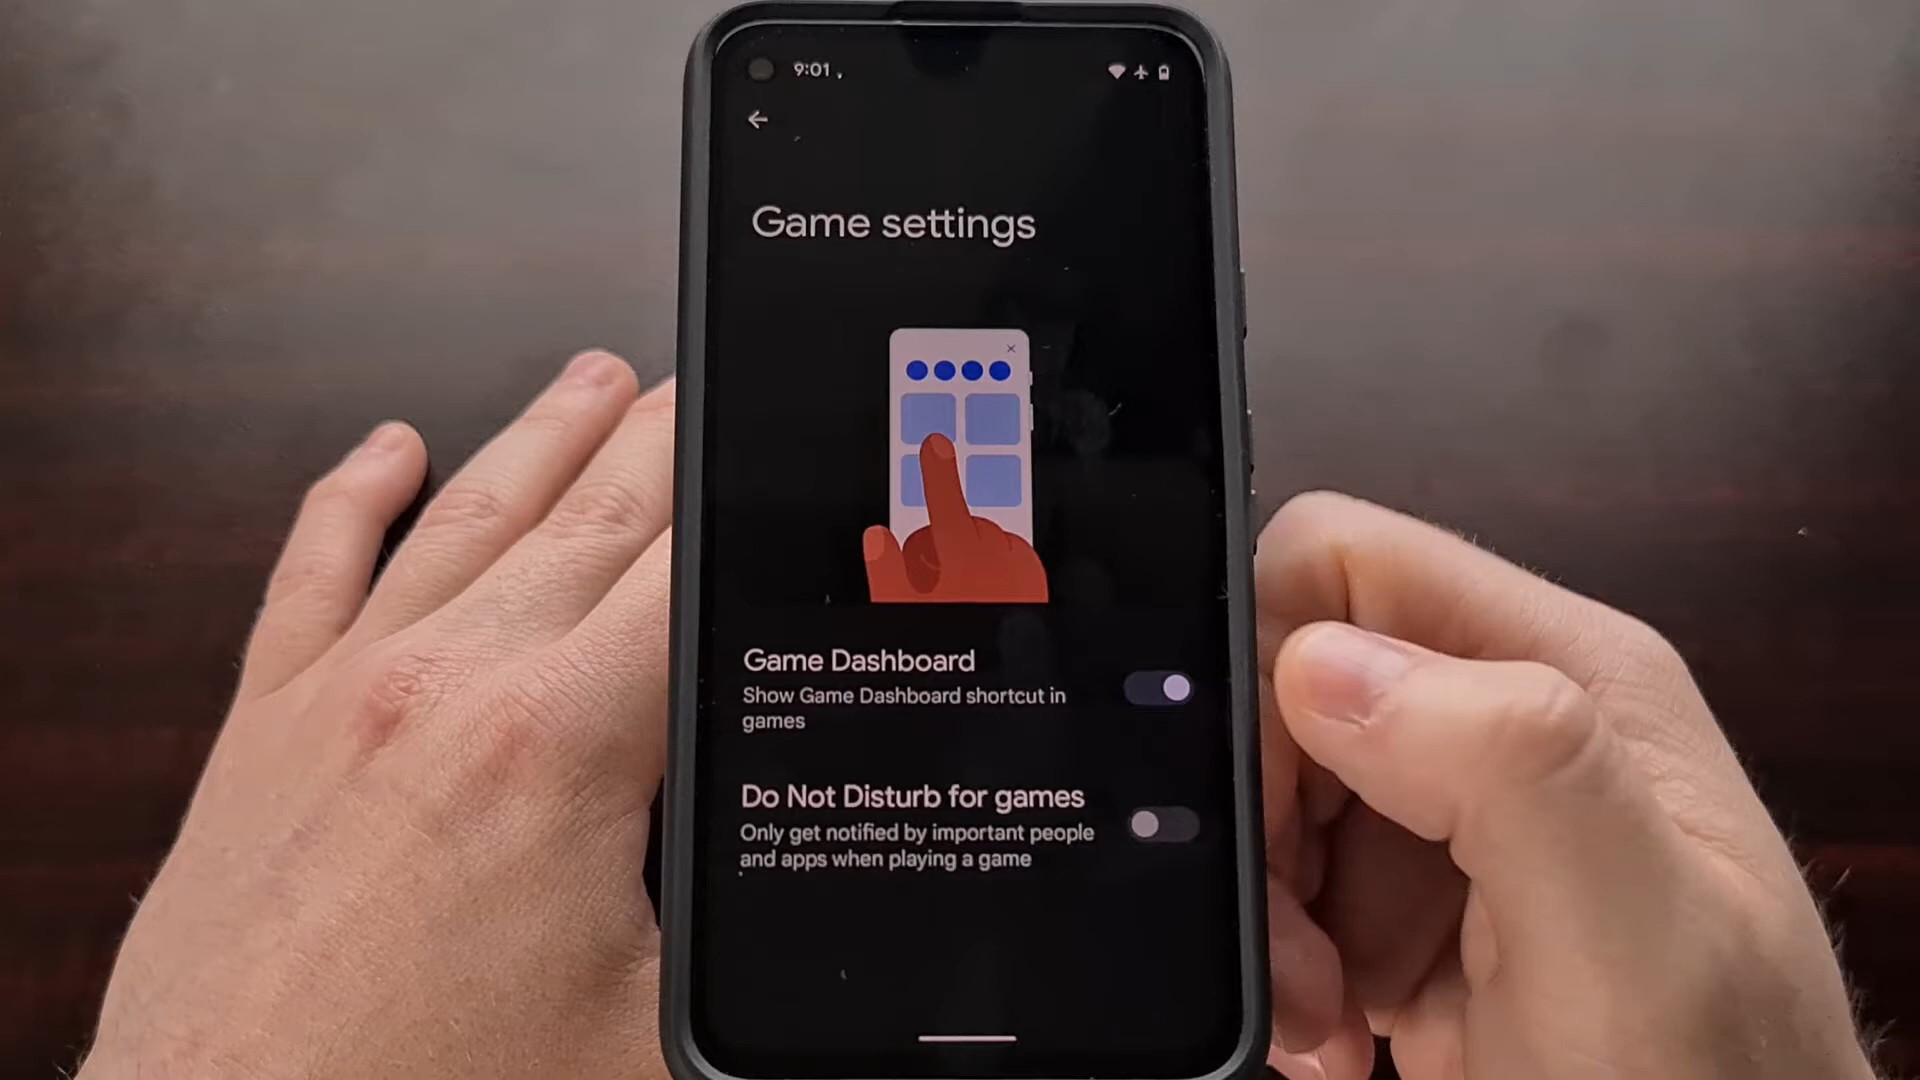 9:01
Game settings
Game Dashboard
Show Game Dashboard shortcut in
games
Do Not Disturb for games
Only get notified by important people
and apps when playing a game